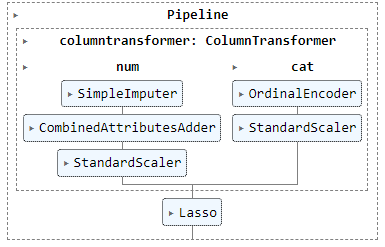 Pipeline
columntransformer: ColumnTransformer
num cat
SimpleImputer OrdinalEncoder
CombinedAttributesAdder StandardScaler
StandardScaler
Lasso